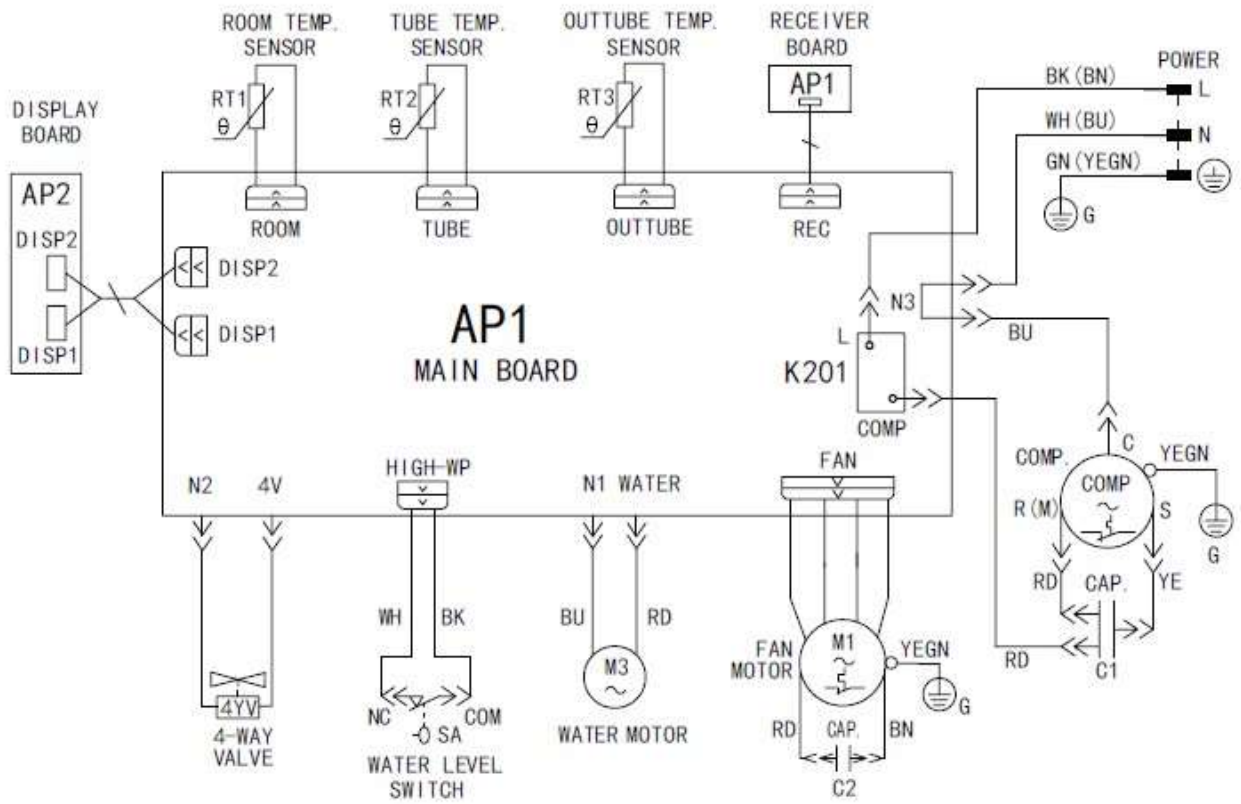 ROOM TEMP.
SENSOR
TUBE TEMP.
SENSOR
OUTTUBE TEMP.
SENSOR
RECEIVER
BOARD
POWER
DISPLAY
BOARD
RT1
θ
RT2
θ
RT3
θ
AP1
BK(BN)
L
WH(BU)
N
GN(YEGN)
G
AP2
DISP2
DISP1
ROOM
TUBE
OUTTUBE
REC
DISP2
DISP1
AP1
MAIN BOARD
L
K201
COMP
N3
BU
N2
4V
HIGH-WP
N1 WATER
FAN
COMP.
C
YEGN
COMP
R(M)
S
G
RD
CAP.
YE
RD
C1
WH
BK
BU
RD
NC
COM
SA
M3
FAN
MOTOR
M1
YEGN
G
4YV
4-WAY
VALVE
WATER LEVEL
SWITCH
WATER MOTOR
RD
CAP.
BN
C2